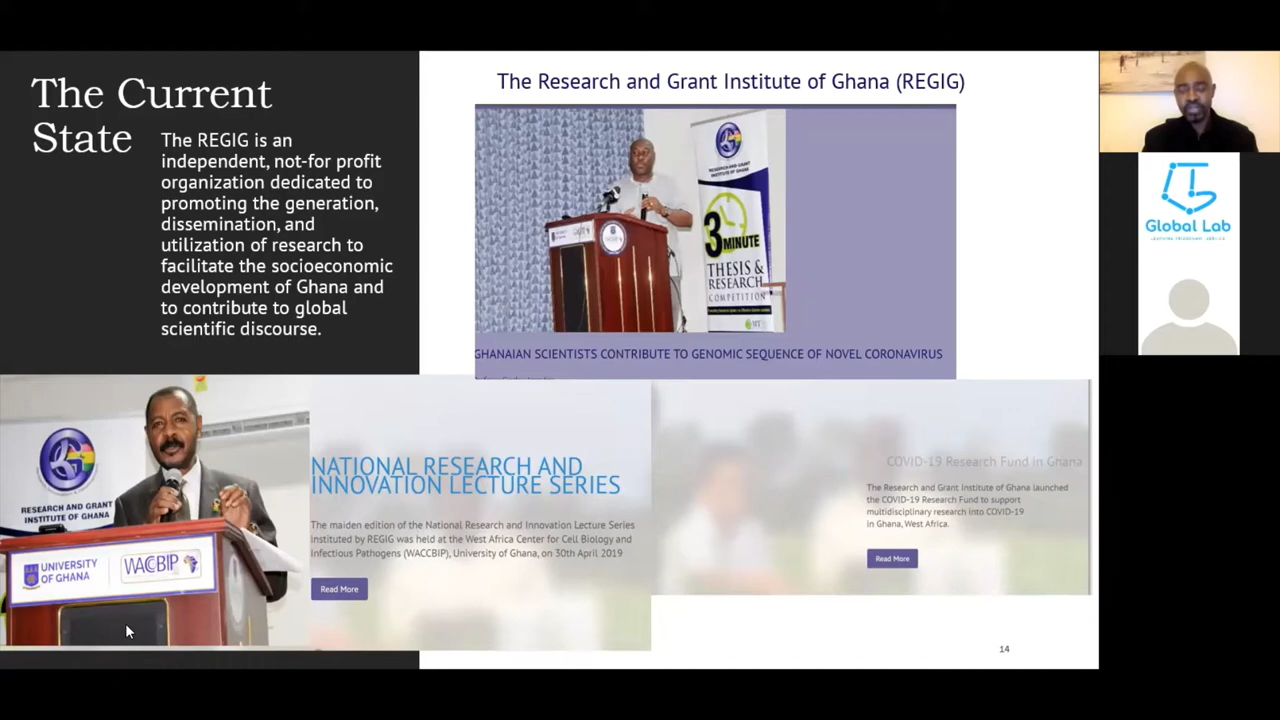 The Current
State
The REGIG is an
independent, not-for profit
organization dedicated to
promoting the generation,
dissemination, and
utilization of research to
facilitate the socioeconomic
development of Ghana and
to contribute to global
scientific discourse.
The Research and Grant Institute of Ghana (REGIG)
RESEARCH AND GRANT
INSTITUTE OF GHANA
3 MINUTE
THESIS &
RESEARCH
COMPETITION
GHANAIAN SCIENTISTS CONTRIBUTE TO GENOMIC SEQUENCE OF NOVEL CORONAVIRUS
RESEARCH AND GRANT
INSTITUTE OF GHANA
UNIVERSITY
OF GHANA
WACCBIP
NATIONAL RESEARCH AND
INNOVATION LECTURE SERIES
The maiden edition of the National Research and Innovation Lecture Series
instituted by REGIG was held at the West Africa Center for Cell Biology and
Infectious Pathogens (WACCBIP), University of Ghana, on 30th April 2019
Read More
COVID-19 Research Fund in Ghana
The Research and Grant Institute of Ghana launched
the COVID-19 Research Fund to support
multidisciplinary research into COVID-19
in Ghana, West Africa.
Read More
14
Global Lab